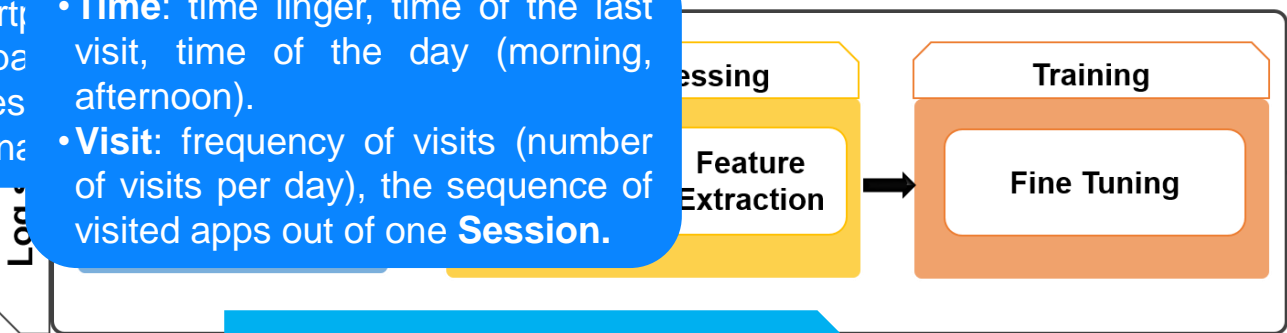 •Time: time linger, time of the last
visit, time of the day (morning,
afternoon).
•Visit: frequency of visits (number
of visits per day), the sequence of
visited apps out of one Session.
Feature
Extraction
Training
Fine Tuning